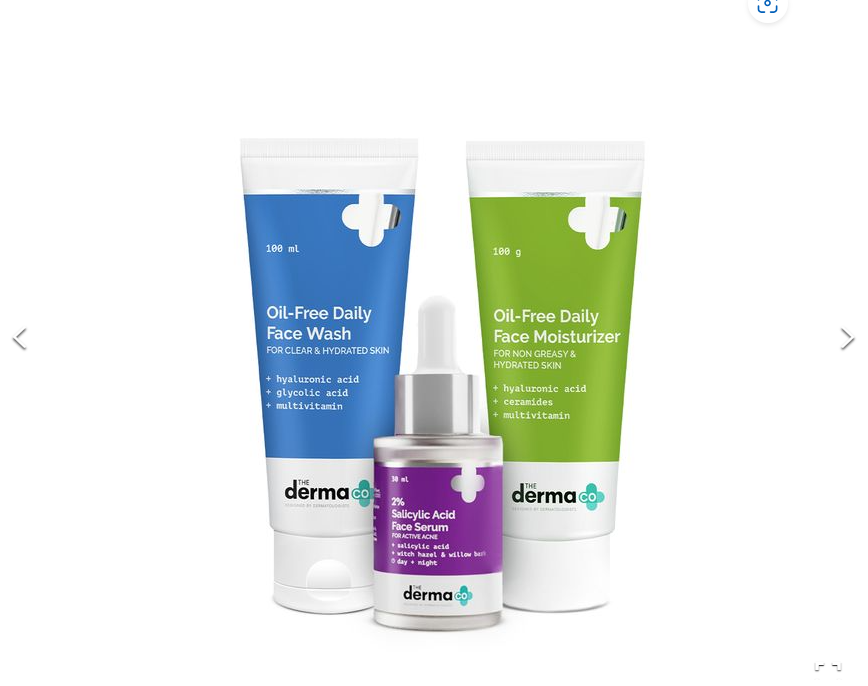 100 ml
Oil-Free Daily
Face Wash
FOR CLEAR & HYDRATED SKIN
+ hyaluronic acid
+ glycolic acid
+ multivitamin
THE
derma co
100 g
Oil-Free Daily
Face Moisturizer
FOR NON GREASY &
HYDRATED SKIN
+ hyaluronic acid
+ ceramides
+ multivitamin
THE
derma co
30 ml
2%
Salicylic Acid
Face Serum
FOR ACTIVE ACNE
+ salicylic acid
+ witch hazel & willow bark
day + night
THE
derma co